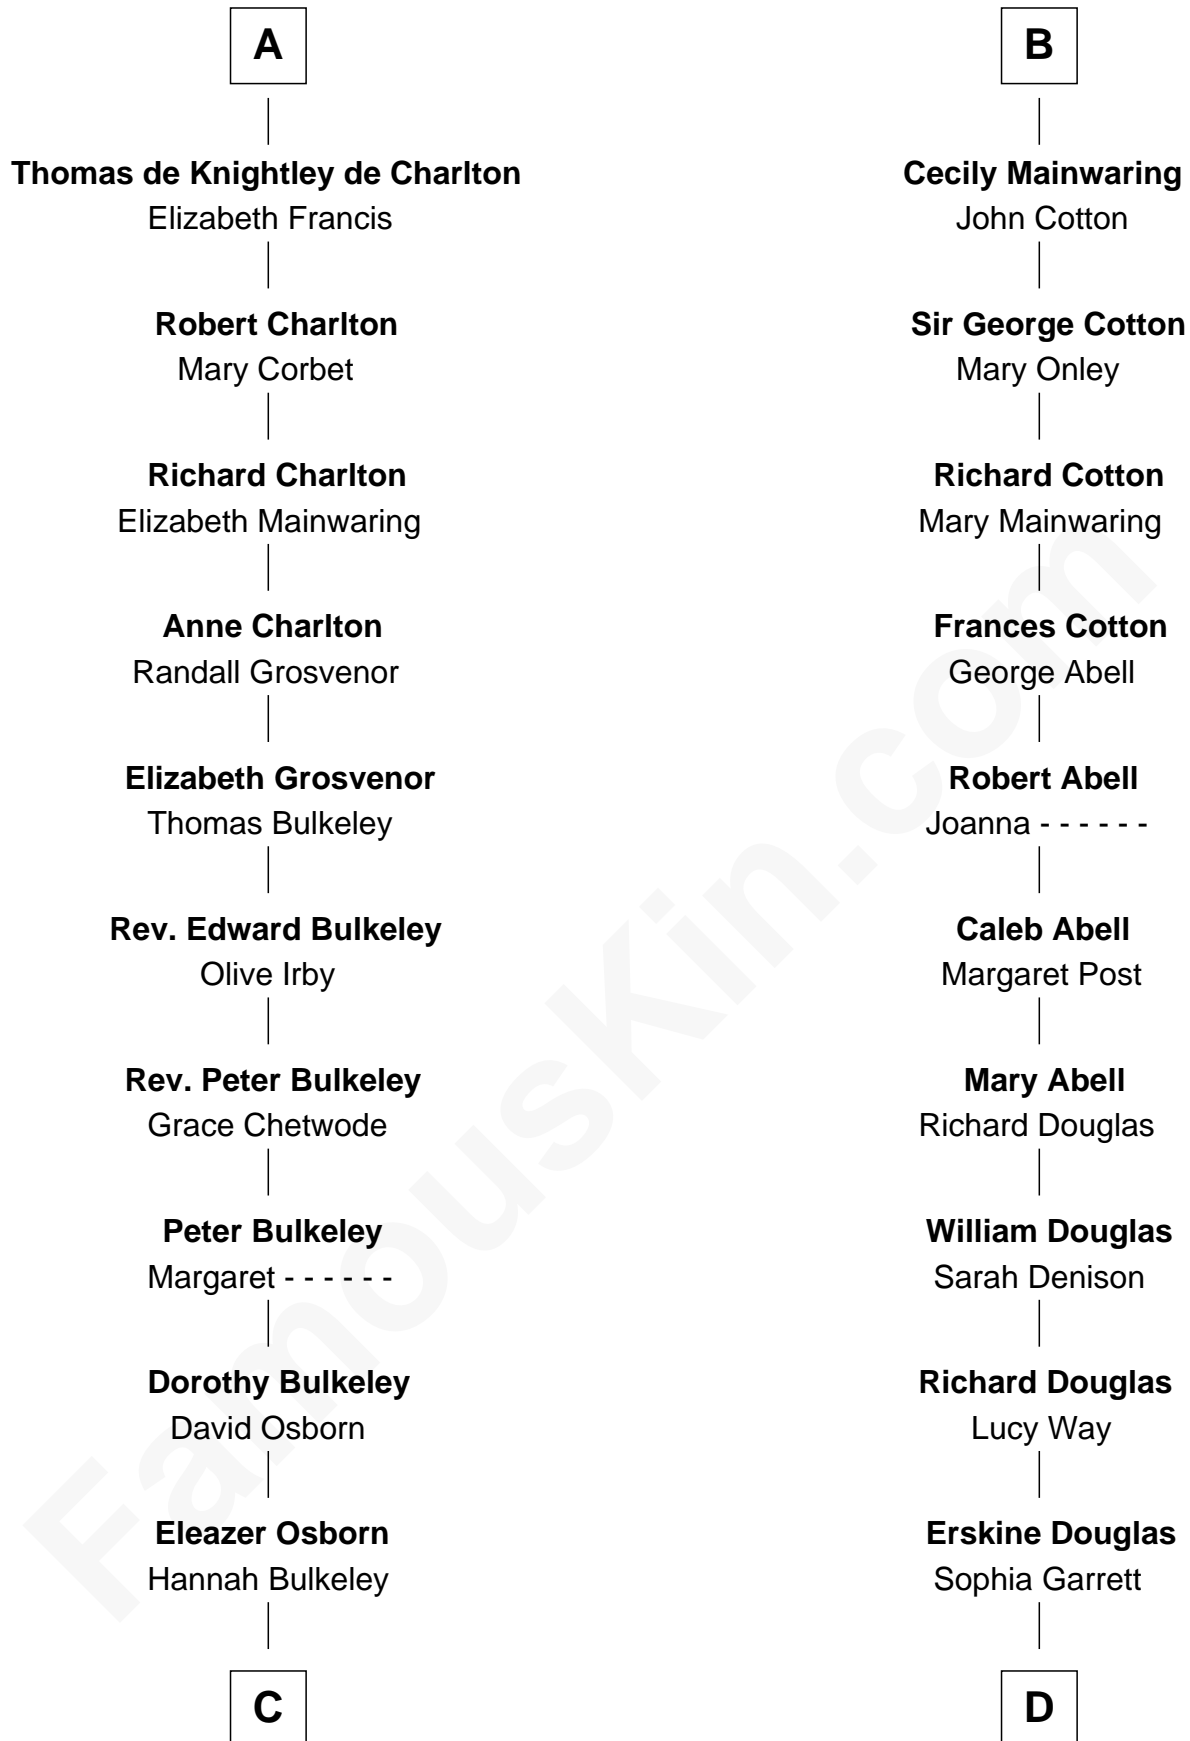 A
Thomas de Knightley de Charlton
Elizabeth Francis
Robert Charlton
Mary Corbet
Richard Charlton
Elizabeth Mainwaring
Anne Charlton
Randall Grosvenor
Elizabeth Grosvenor
Thomas Bulkeley
Rev. Edward Bulkeley
Olive Irby
Rev. Peter Bulkeley
Grace Chetwode
Peter Bulkeley
Margaret - - - - - -
Dorothy Bulkeley
David Osborn
Eleazer Osborn
Hannah Bulkeley
C
B
Cecily Mainwaring
John Cotton
Sir George Cotton
Mary Onley
Richard Cotton
Mary Mainwaring
Frances Cotton
George Abell
Robert Abell
Joanna - - - - - -
Caleb Abell
Margaret Post
Mary Abell
Richard Douglas
William Douglas
Sarah Denison
Richard Douglas
Lucy Way
Erskine Douglas
Sophia Garrett
D
FamousKin.com